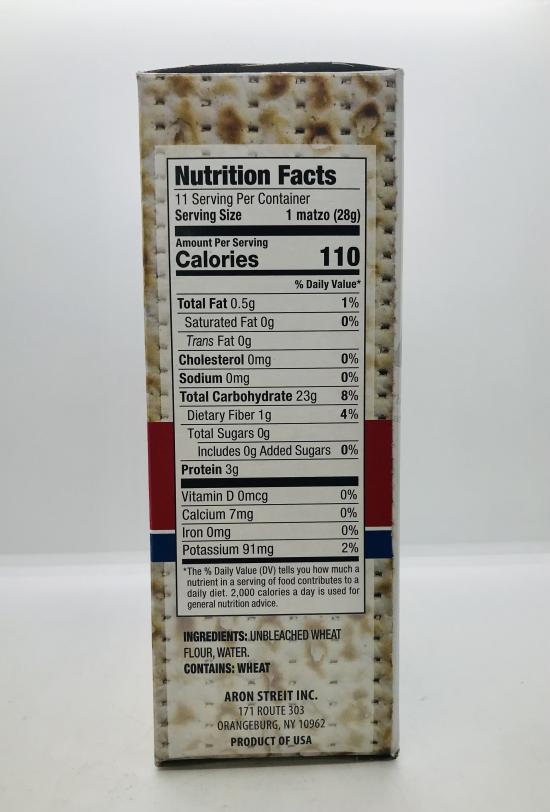 Nutrition Facts
11 Serving Per Container
Serving Size 1 matzo (28g)
Amount Per Serving
Calories 110
% Daily Value*
Total Fat 0.5g 1%
Saturated Fat 0g 0%
Trans Fat 0g
Cholesterol 0mg 0%
Sodium 0mg 0%
Total Carbohydrate 23g 8%
Dietary Fiber 1g 4%
Total Sugars 0g
Includes 0g Added Sugars 0%
Protein 3g
Vitamin D 0mcg 0%
Calcium 7mg 0%
Iron 0mg 0%
Potassium 91mg 2%
*The % Daily Value (DV) tells you how much a
nutrient in a serving of food contributes to a
daily diet. 2,000 calories a day is used for
general nutrition advice.
INGREDIENTS: UNBLEACHED WHEAT
FLOUR, WATER.
CONTAINS: WHEAT
ARON STREIT INC.
171 ROUTE 303
ORANGEBURG, NY 10962
PRODUCT OF USA